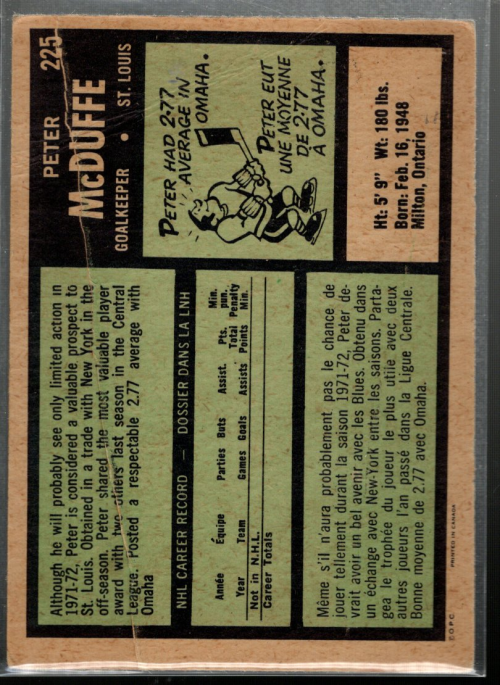 PETER 225
McDUFFE
GOALKEEPER • ST. LOUIS
Although he will probably see only limited action in
1971-72, Peter is considered a valuable prospect to
St. Louis. Obtained in a trade with New York in the
off-season. Peter shared the most valuable player
award with two others last season in the Central
League. Posted a respectable 2.77 average with
Omaha
PETER HAD 2.77
AVERAGE IN
OMAHA.
PETER EUT
UNE MOYENNE
DE 2.77
À OMAHA.
NHL CAREER RECORD — DOSSIER DANS LA LNH
Année Équipe Parties Buts Assist. Pts. Min. pun.
Year Team Games Goals Assists Total Points Penalty Min.
Not in N.H.L.
Career Totals
Ht: 5' 9" Wt: 180 lbs.
Born: Feb. 16, 1948
Milton, Ontario
Même s'il n'aura probablement pas le chance de
jouer tellement durant la saison 1971-72, Peter de-
vrait avoir un bel avenir avec les Blues. Obtenu dans
un échange avec New-York entre les saisons. Parta-
gea le trophée du joueur le plus utile avec deux
autres joueurs l'an passé dans la Ligue Centrale.
Bonne moyenne de 2.77 avec Omaha.
©O.P.C. PRINTED IN CANADA